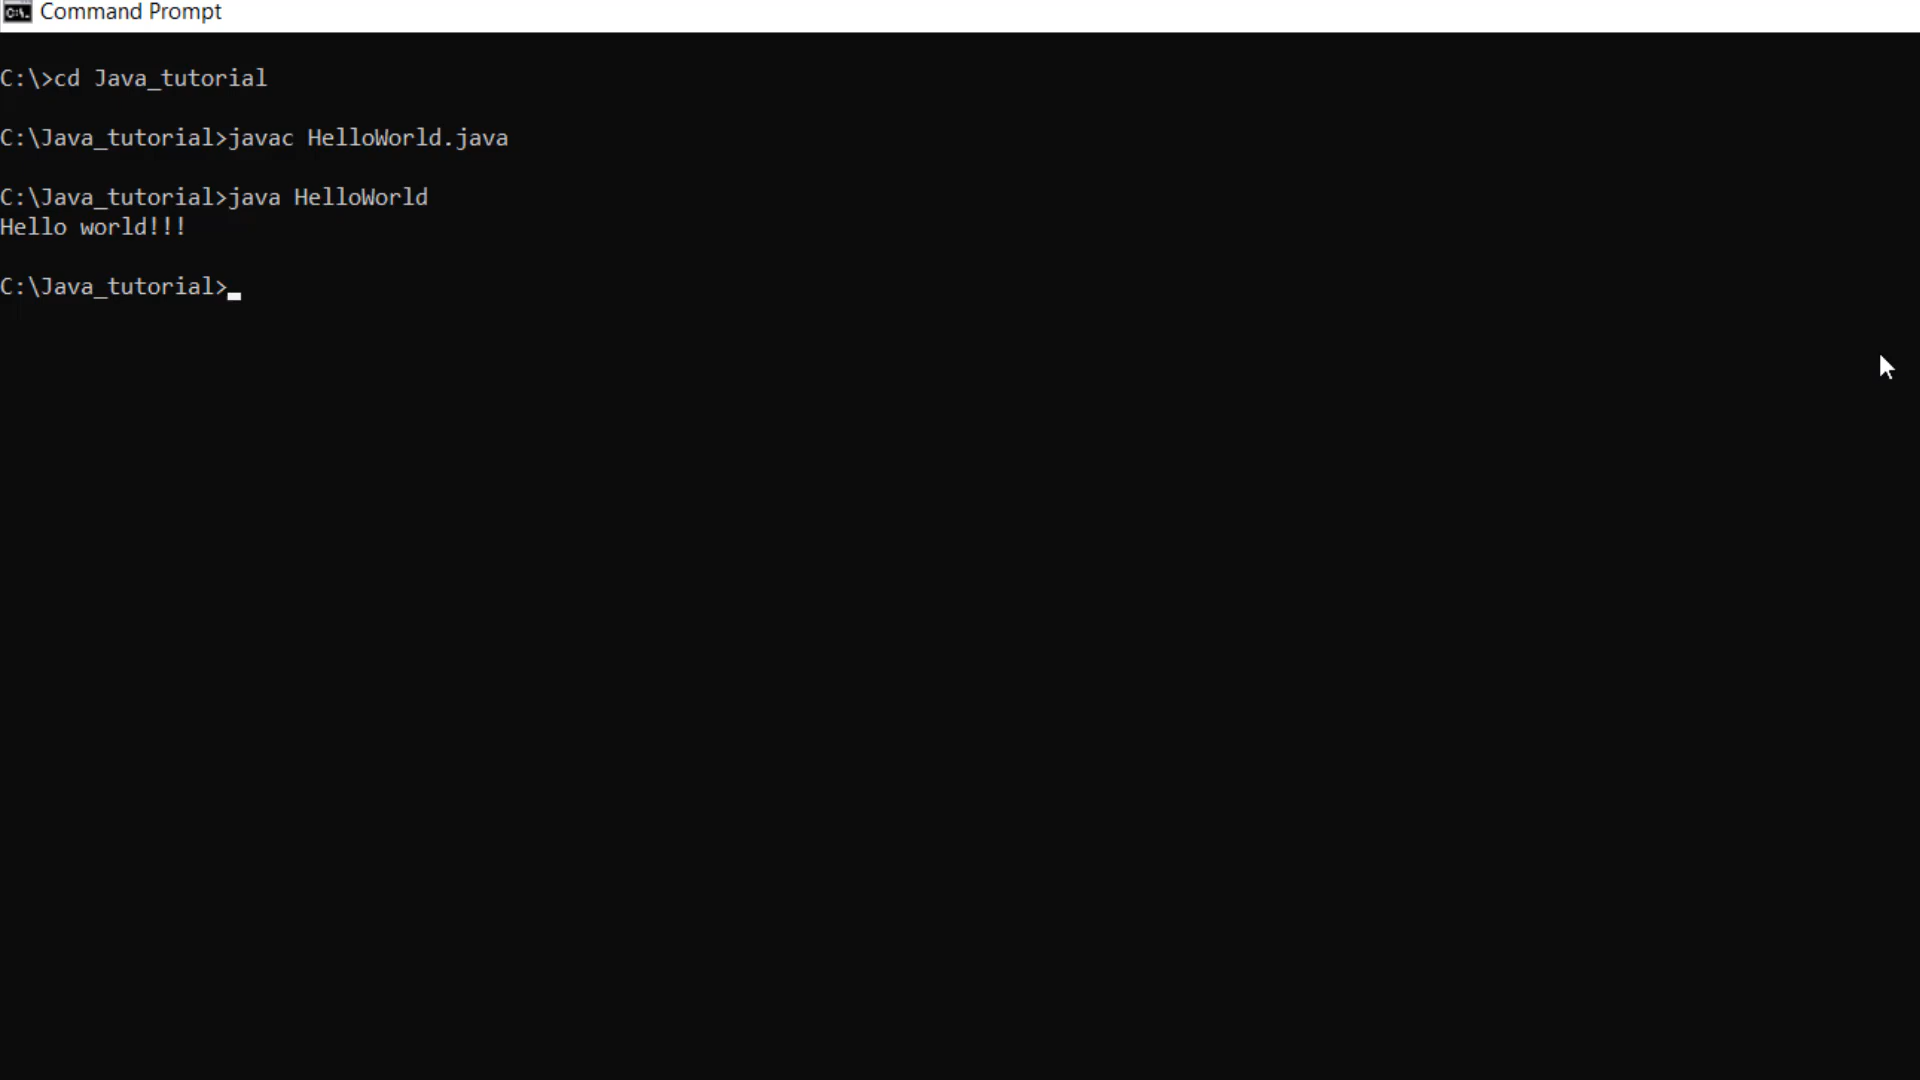 Command Prompt
C:\>cd Java_tutorial
C:\Java_tutorial>javac HelloWorld.java
C:\Java_tutorial>java HelloWorld
Hello world!!!
C:\Java_tutorial>